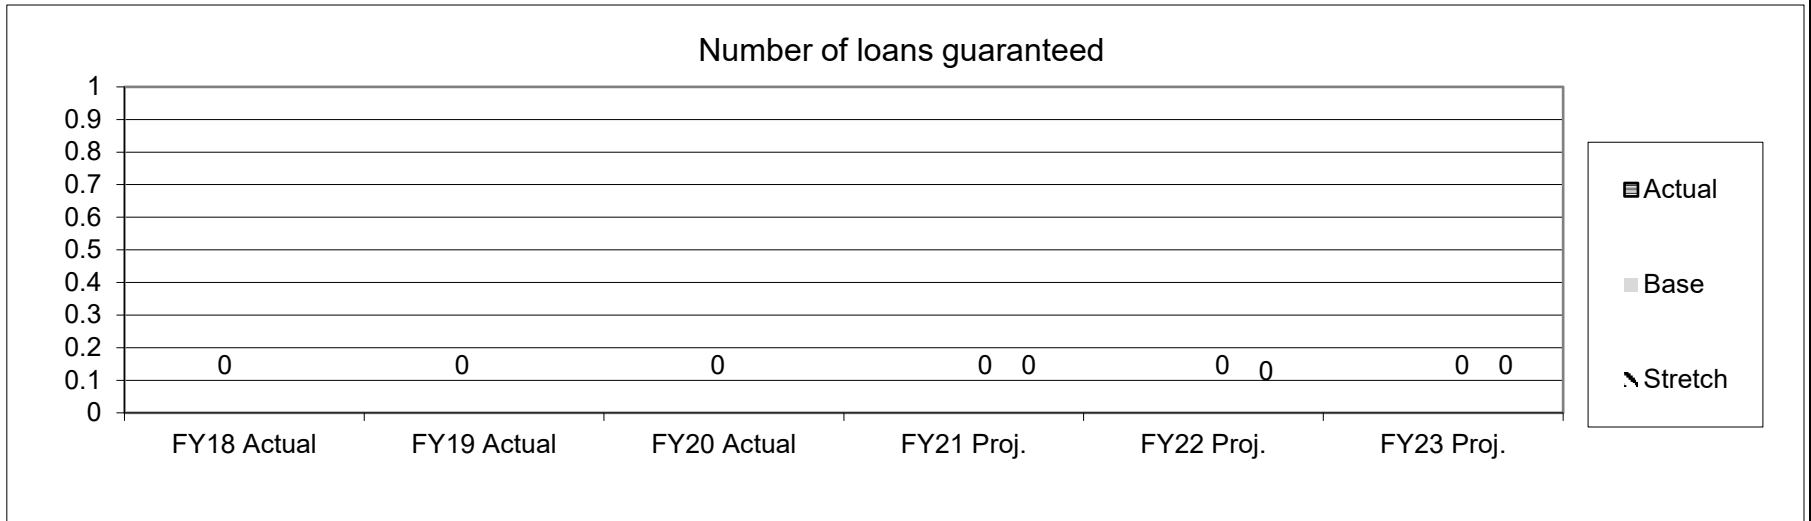 Number of loans guaranteed
1
0.9
0.8
0.7
0.6
0.5
0.4
0.3
0.2
0.1
0
0 0 0 0 0 0 0 0 0
FY18 Actual FY19 Actual FY20 Actual FY21 Proj. FY22 Proj. FY23 Proj.
Actual
Base
Stretch